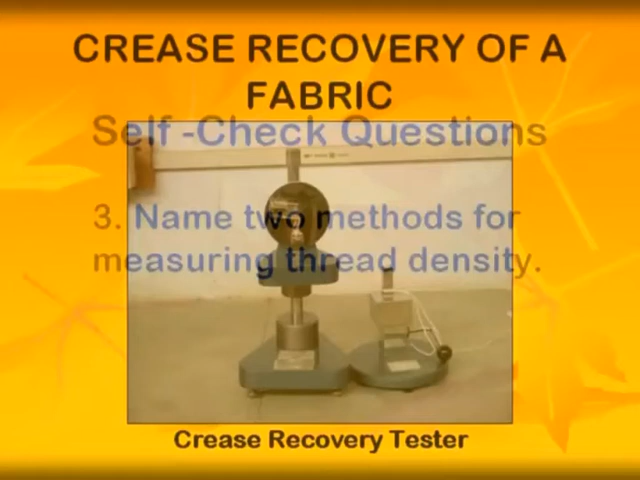 CREASE RECOVERY OF A
FABRIC
Self -Check Questions
3. Name two methods for
measuring thread density.
Crease Recovery Tester